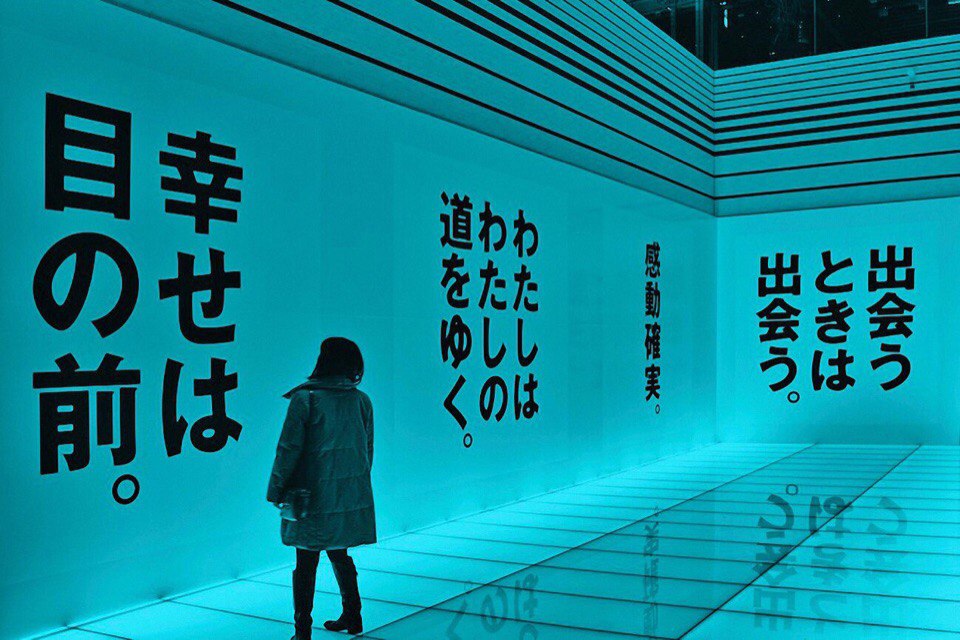 幸せは
目の前。
わたしは
わたしの
道をゆく。
感動確実。
出会う
ときは
出会う。